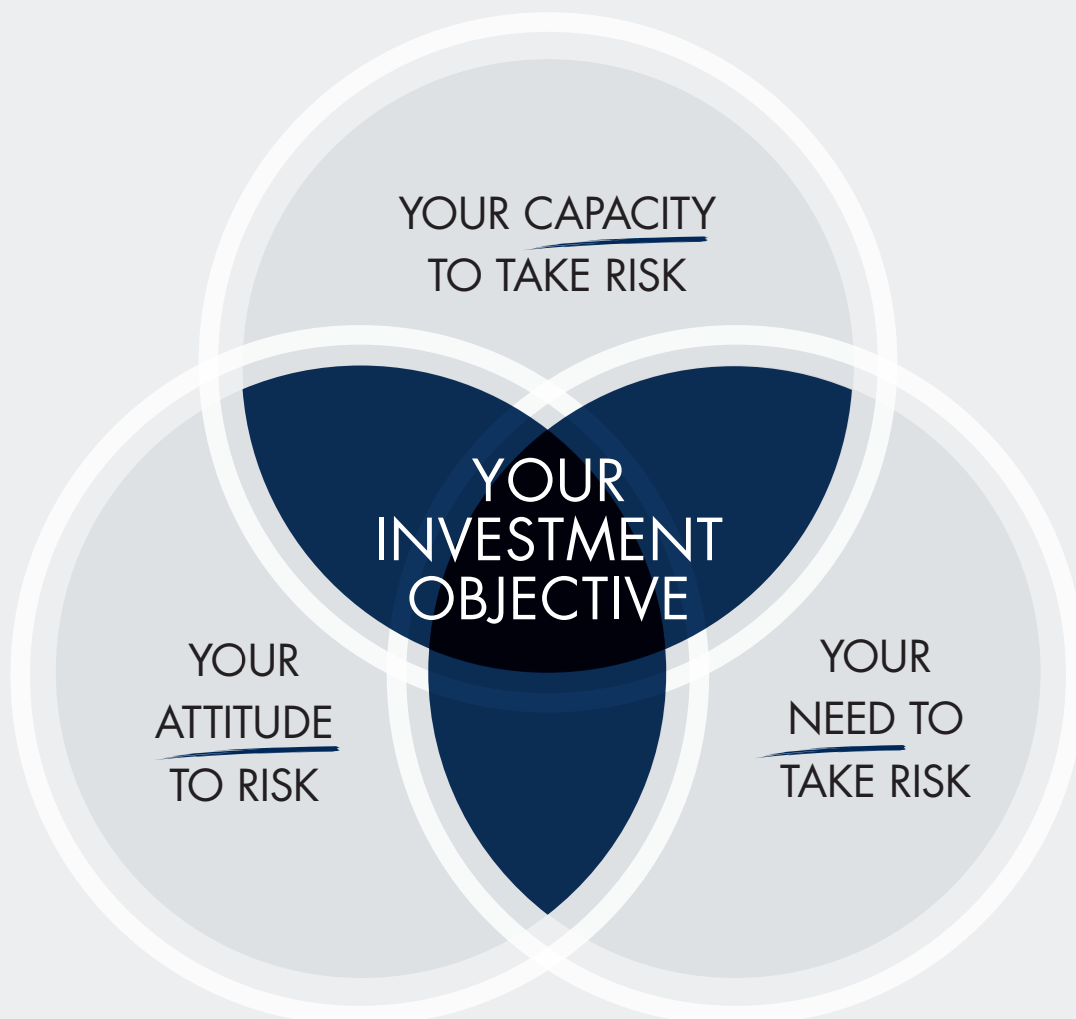 YOUR CAPACITY
TO TAKE RISK
YOUR
INVESTMENT
OBJECTIVE
YOUR
ATTITUDE
TO RISK
YOUR
NEED TO
TAKE RISK